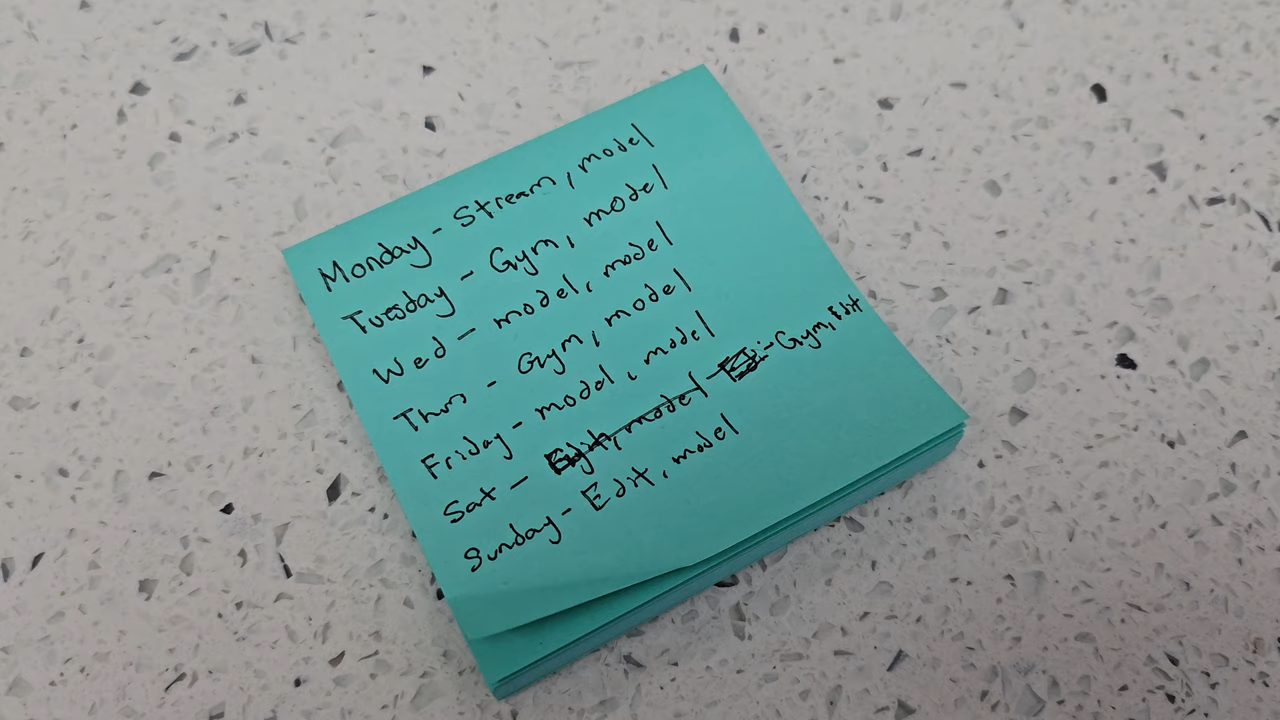 Monday - Stream, model
Tuesday - Gym, model
Wed - model, model
Thurs - Gym, model
Friday - model, model
Sat - Edit, model - Gym, Edit
Sunday - Edit, model